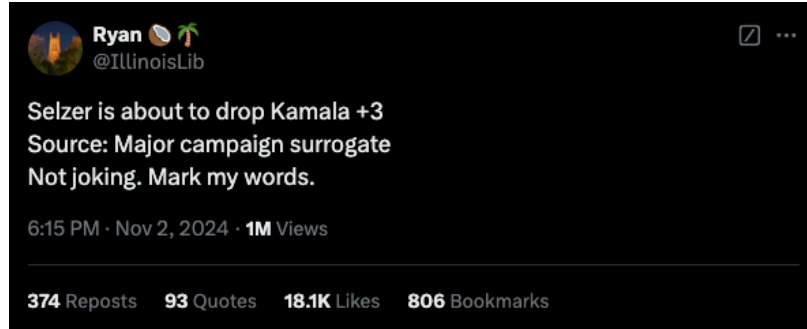 Ryan 🥥🌴
@IllinoisLib
Selzer is about to drop Kamala +3
Source: Major campaign surrogate
Not joking. Mark my words.
6:15 PM · Nov 2, 2024 · 1M Views
374 Reposts 93 Quotes 18.1K Likes 806 Bookmarks